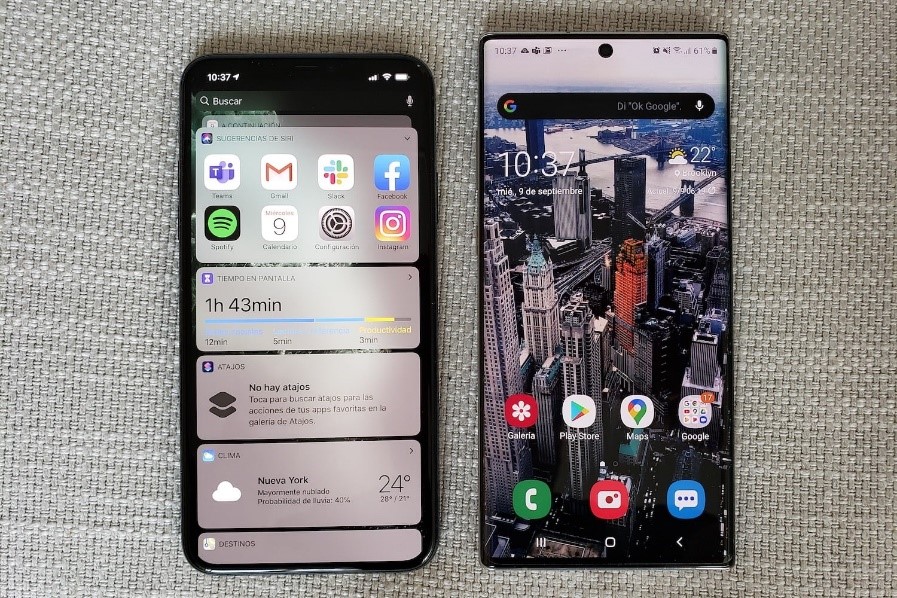 10:37
Buscar
A CONTINUACIÓN
SUGERENCIAS DE SIRI
Teams
Gmail
Slack
Facebook
Miércoles
9
Spotify
Calendario
Configuración
Instagram
TIEMPO EN PANTALLA
1h 43min
Productividad
12min
5min
3min
ATAJOS
No hay atajos
Toca para buscar atajos para las
acciones de tus apps favoritas en la
galería de Atajos.
CLIMA
Nueva York
Mayormente nublado
Probabilidad de lluvia: 40%
24°
28° / 21°
DESTINOS
10:37
61%
G
Di "Ok Google".
10:37
mié, 9 de septiembre
22°
Brooklyn
17
Galería
Play Store
Maps
Google